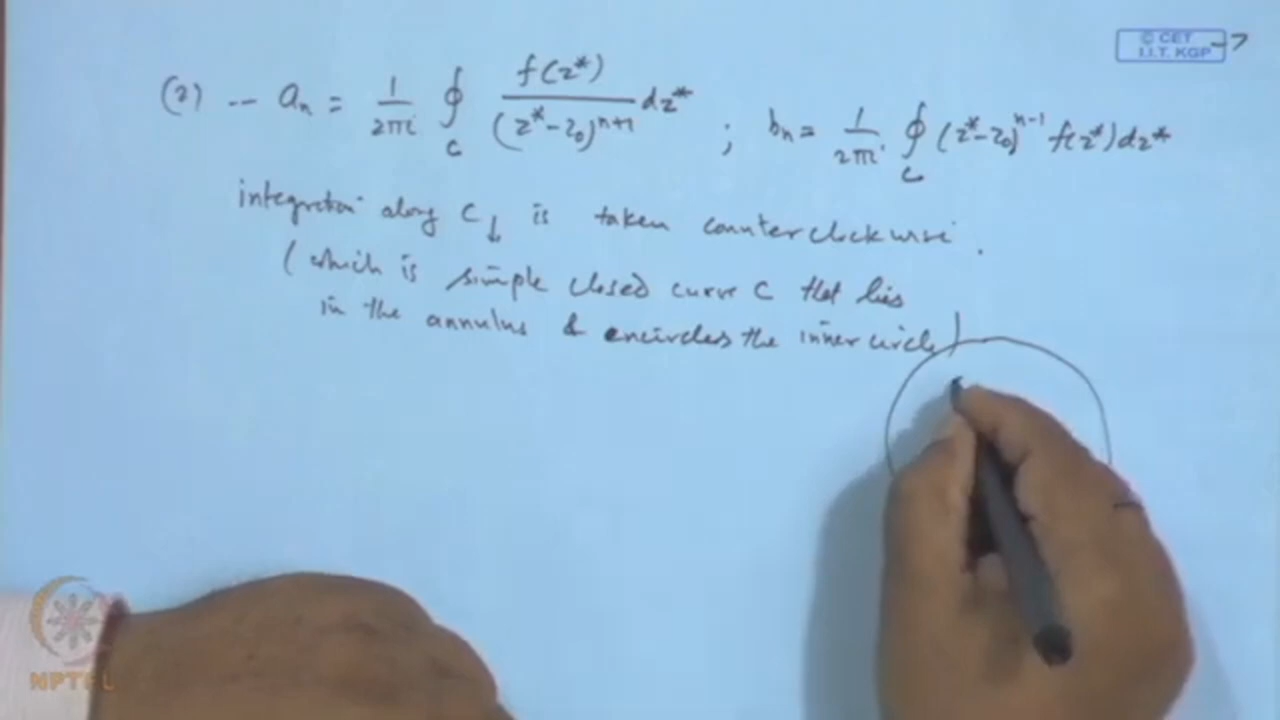 © CET
I.I.T. KGP
-7
(2) -- aₙ = 1/2πi ∮_C f(z*)/(z*-z₀)ⁿ⁺¹ dz* ; bₙ = 1/2πi ∮_C (z*-z₀)ⁿ⁻¹ f(z*) dz*
integration along C↓ is taken counterclockwise.
(which is simple closed curve C that lies
in the annulus & encircles the inner circle)
NPTEL